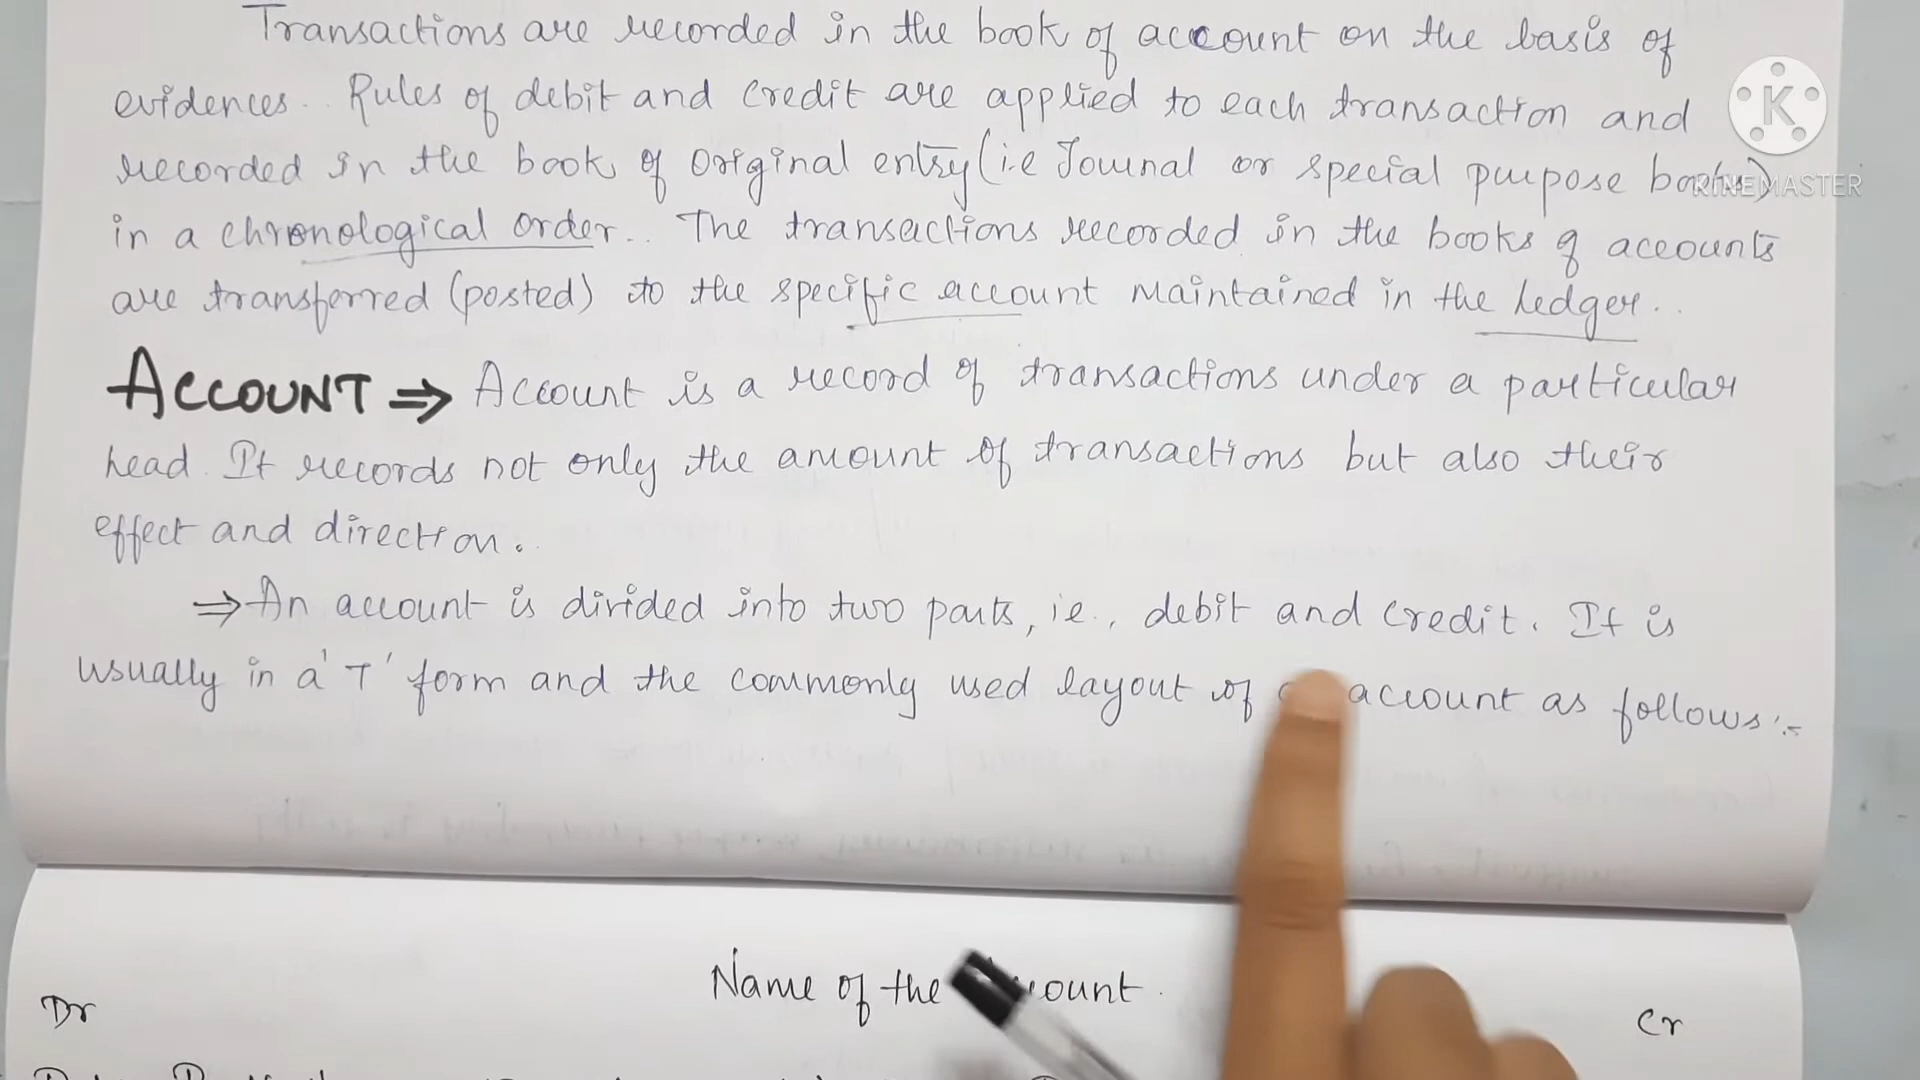 Transactions are recorded in the book of account on the basis of
evidences.. Rules of debit and credit are applied to each transaction and
recorded in the book of original entry (i.e Journal or special purpose books)
in a chronological order.. The transactions recorded in the books of accounts
are transferred (posted) to the specific account maintained in the ledger..
ACCOUNT ⇒ Account is a record of transactions under a particular
head. It records not only the amount of transactions but also their
effect and direction.
⇒ An account is divided into two parts, i.e., debit and credit. It is
usually in a 'T' form and the commonly used layout of account as follows:-
Name of the Account.
Dr
Cr
K
KINEMASTER